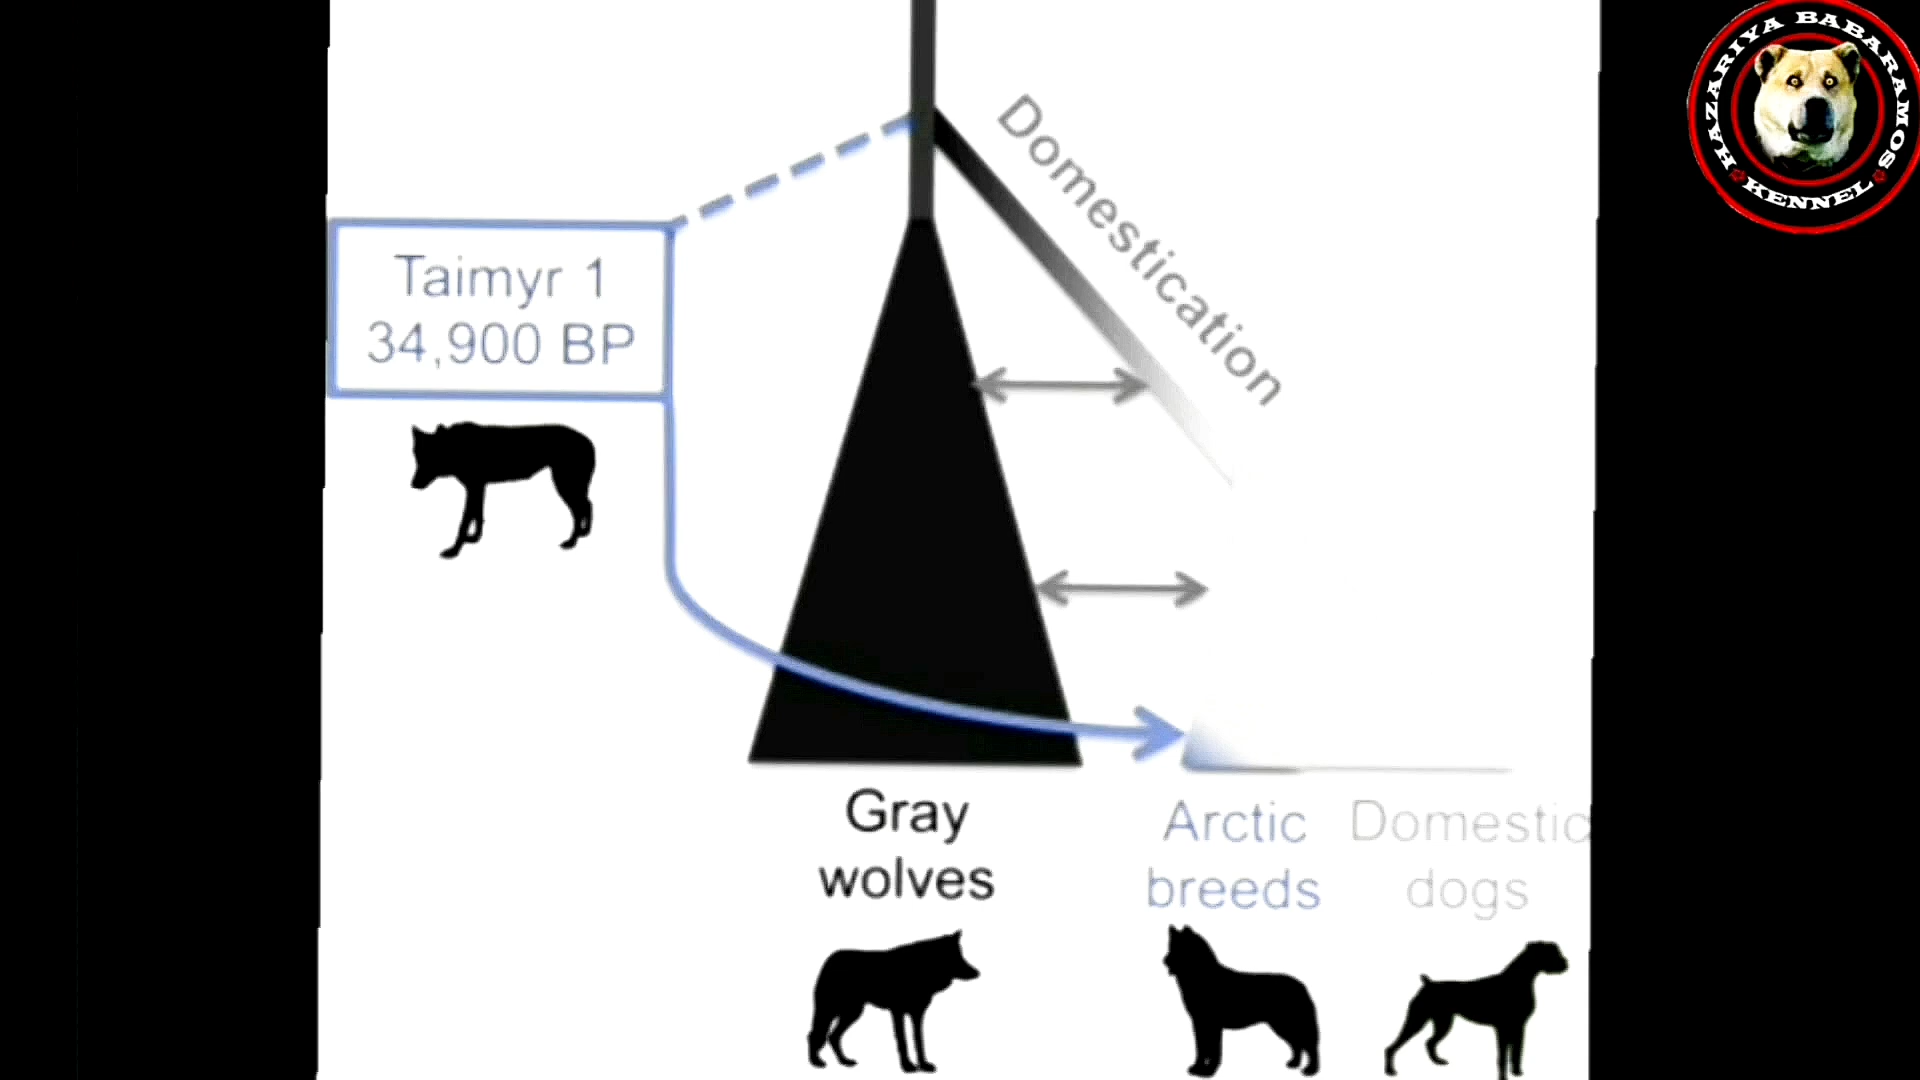 HAZARIYA BABARAMOS
KENNEL
Domestication
Taimyr 1
34,900 BP
Gray
wolves
Arctic
breeds
Domestic
dogs